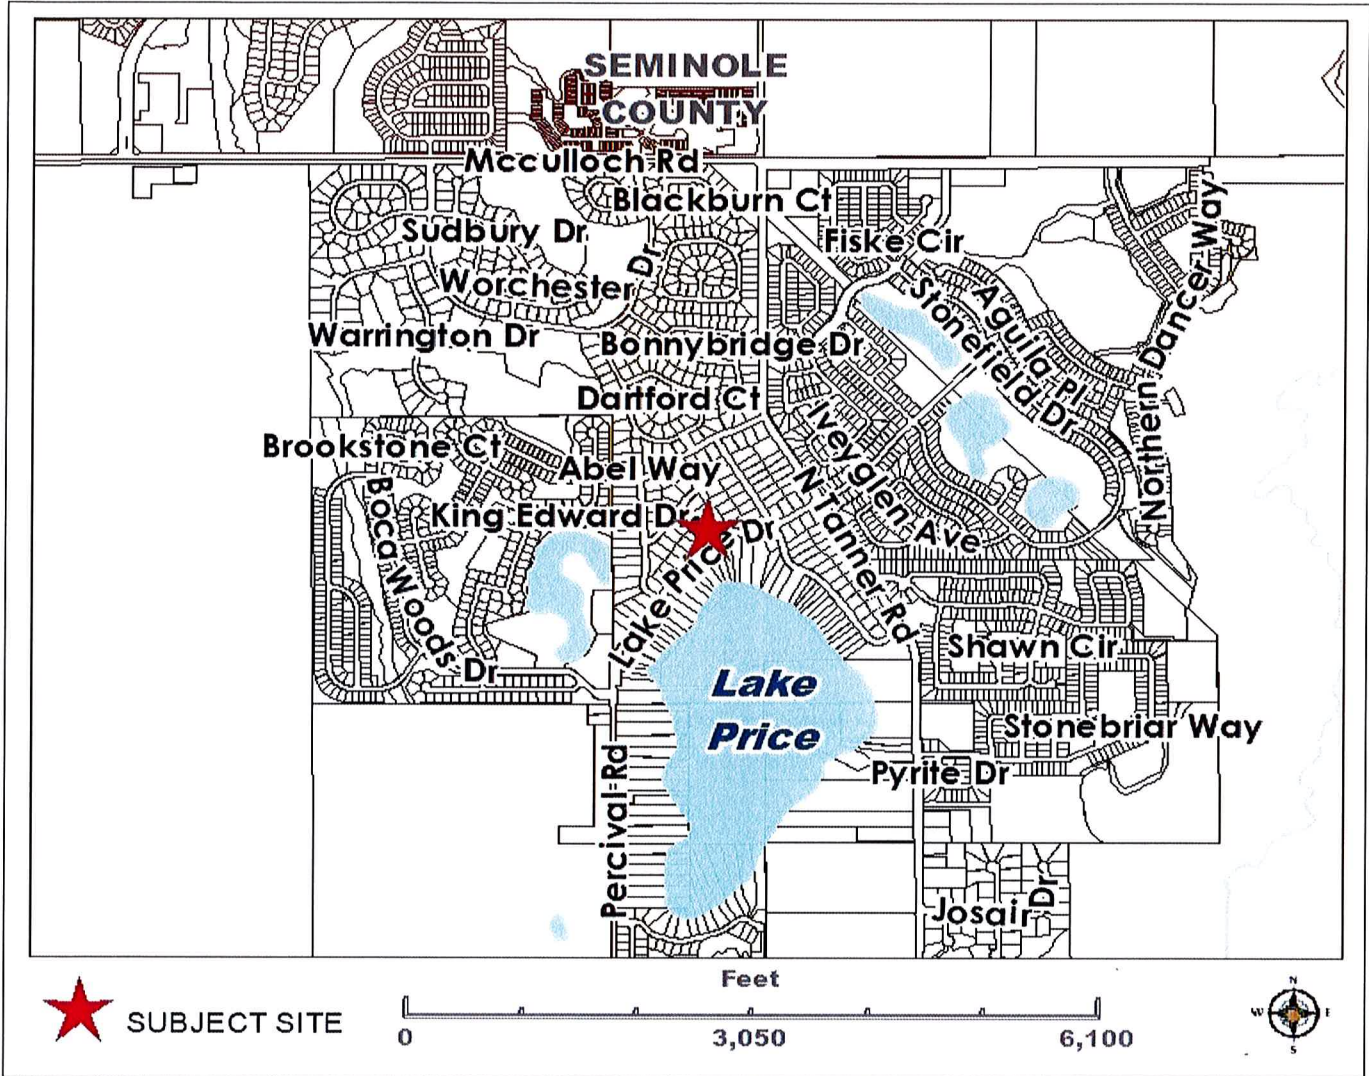 SEMINOLE
COUNTY
Mcculloch Rd
Blackburn Ct
Sudbury Dr
Fiske Cir
Worchester Dr
Northern Dancer Way
Aguila Pl
Stonefield Dr
Warrington Dr
Bonnybridge Dr
Dartford Ct
Iveyglen Ave
Brookstone Ct
Abel Way
Boca Woods Dr
King Edward Dr
N Tanner Rd
Lake Price Dr
Shawn Cir
Lake
Price
Stonebriar Way
Percival Rd
Pyrite Dr
Josair Dr
SUBJECT SITE
Feet
0
3,050
6,100
N
W
E
S